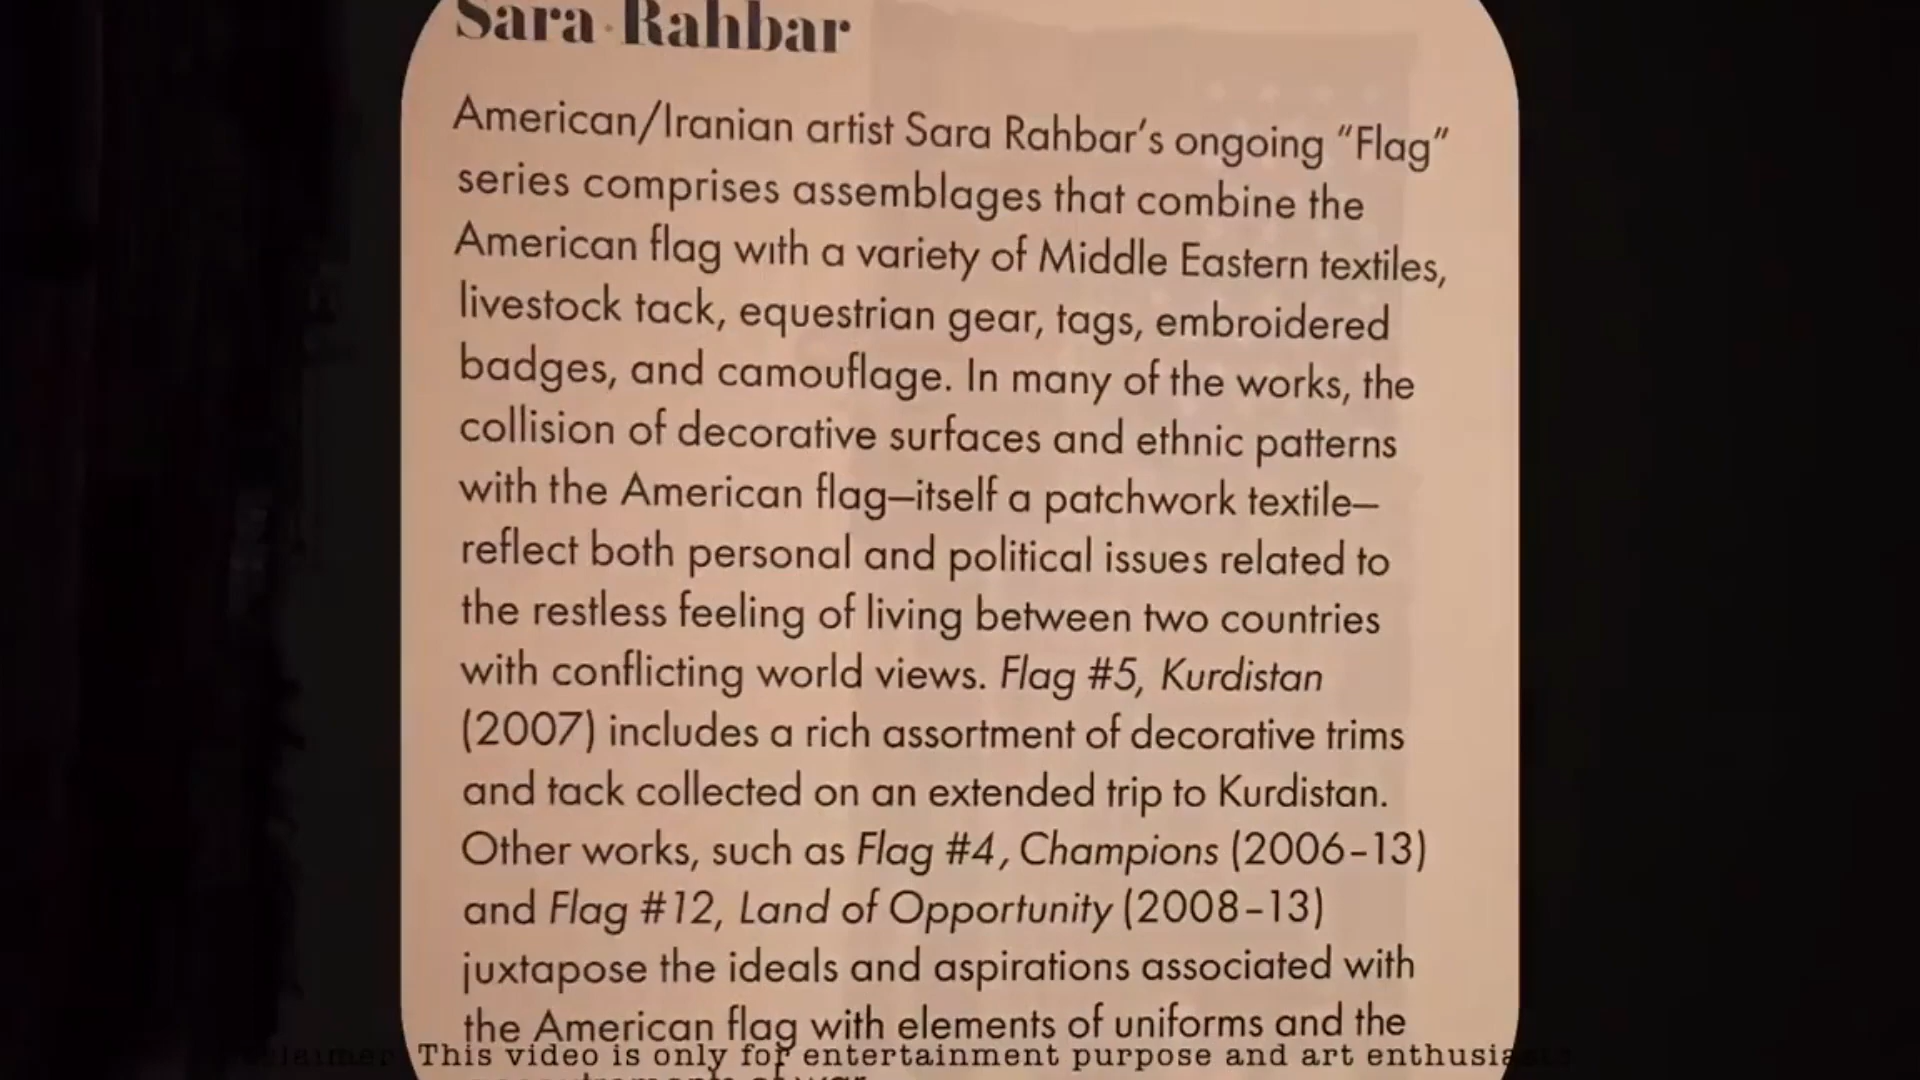 Sara Rahbar
American/Iranian artist Sara Rahbar's ongoing “Flag”
series comprises assemblages that combine the
American flag with a variety of Middle Eastern textiles,
livestock tack, equestrian gear, tags, embroidered
badges, and camouflage. In many of the works, the
collision of decorative surfaces and ethnic patterns
with the American flag—itself a patchwork textile—
reflect both personal and political issues related to
the restless feeling of living between two countries
with conflicting world views. Flag #5, Kurdistan
(2007) includes a rich assortment of decorative trims
and tack collected on an extended trip to Kurdistan.
Other works, such as Flag #4, Champions (2006–13)
and Flag #12, Land of Opportunity (2008–13)
juxtapose the ideals and aspirations associated with
the American flag with elements of uniforms and the
This video is only for entertainment purpose and art
of war